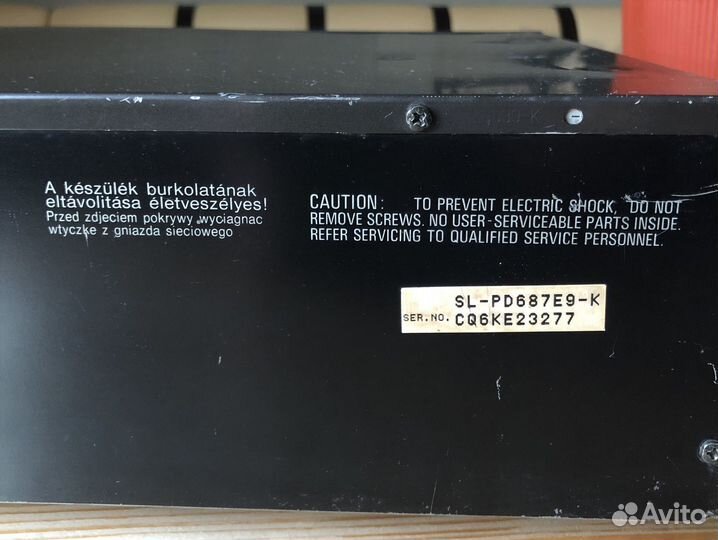 A készülék burkolatának
eltávolitása életveszélyes!
Przed zdjeciem pokrywy wyciagnac
wtyczke z gniazda sieciowego
CAUTION: TO PREVENT ELECTRIC SHOCK, DO NOT
REMOVE SCREWS. NO USER-SERVICEABLE PARTS INSIDE.
REFER SERVICING TO QUALIFIED SERVICE PERSONNEL.
SL-PD687E9-K
SER.NO. CQ6KE23277
Avito